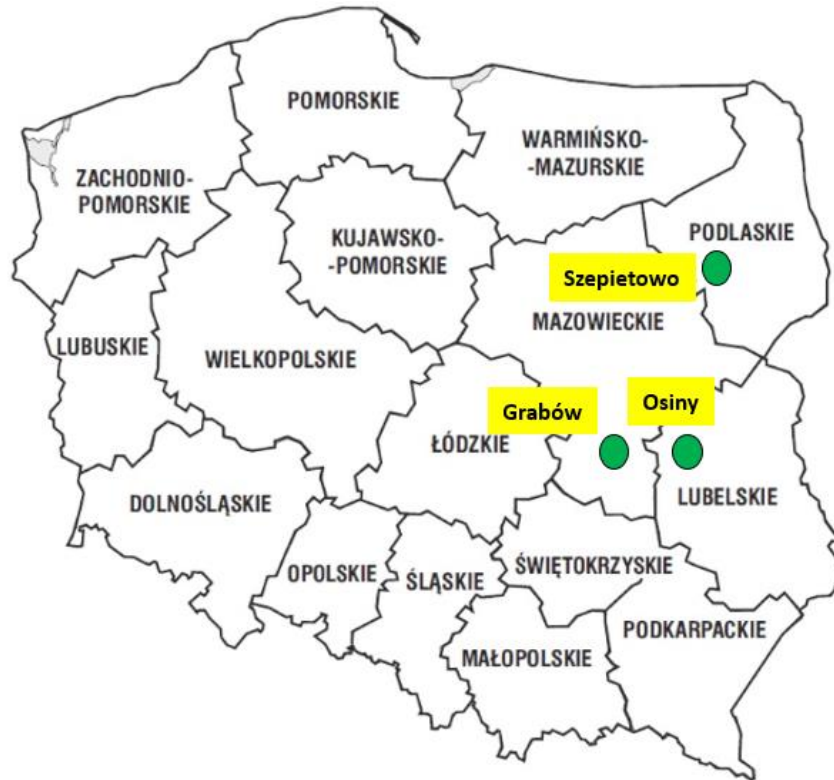 POMORSKIE
WARMIŃSKO-
-MAZURSKIE
ZACHODNIO-
POMORSKIE
KUJAWSKO-
-POMORSKIE
PODLASKIE
Szepietowo
MAZOWIECKIE
LUBUSKIE
WIELKOPOLSKIE
Grabów
Osiny
ŁÓDZKIE
DOLNOŚLĄSKIE
LUBELSKIE
OPOLSKIE
ŚLĄSKIE
ŚWIĘTOKRZYSKIE
PODKARPACKIE
MAŁOPOLSKIE